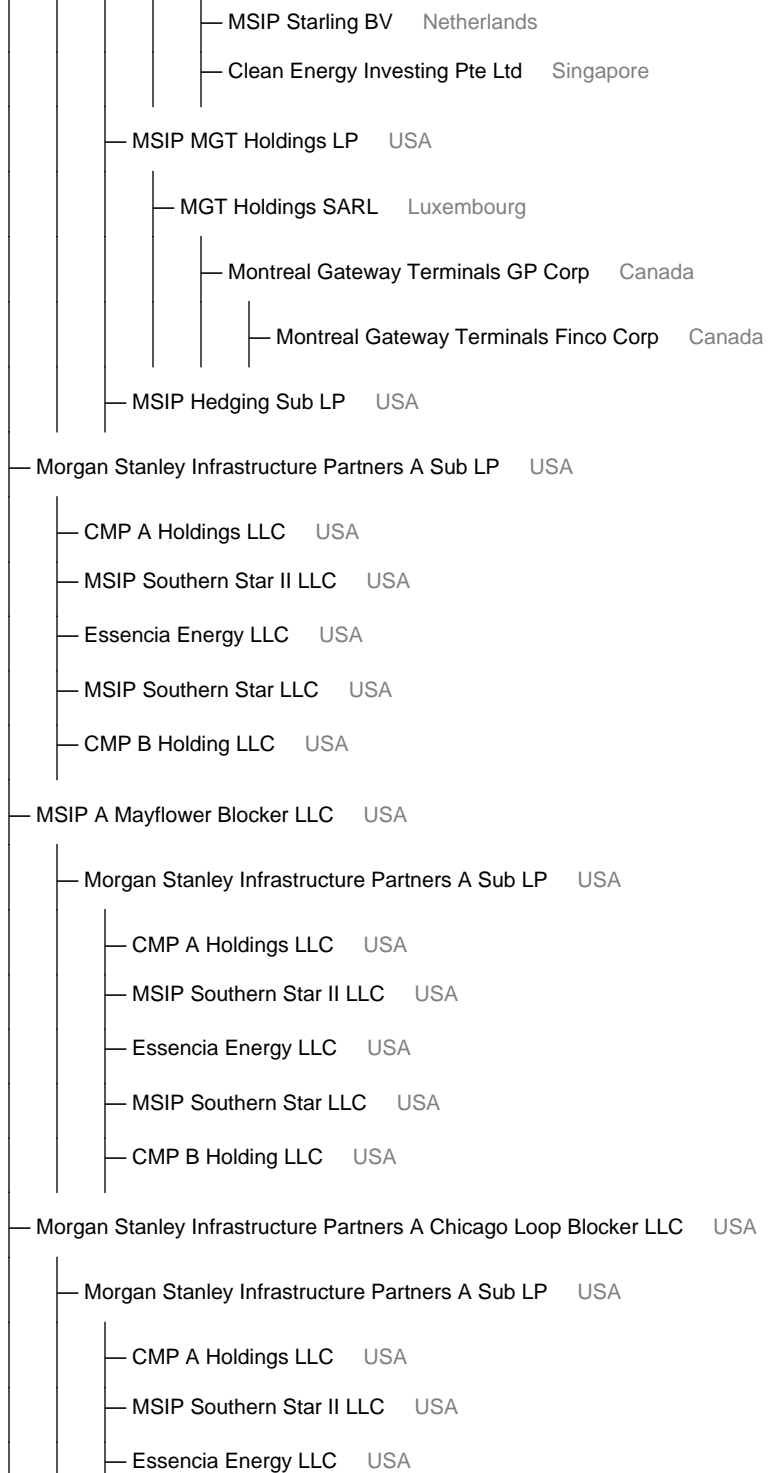 MSIP Starling BV Netherlands
Clean Energy Investing Pte Ltd Singapore
MSIP MGT Holdings LP USA
MGT Holdings SARL Luxembourg
Montreal Gateway Terminals GP Corp Canada
Montreal Gateway Terminals Finco Corp Canada
MSIP Hedging Sub LP USA
Morgan Stanley Infrastructure Partners A Sub LP USA
CMP A Holdings LLC USA
MSIP Southern Star II LLC USA
Essencia Energy LLC USA
MSIP Southern Star LLC USA
CMP B Holding LLC USA
MSIP A Mayflower Blocker LLC USA
Morgan Stanley Infrastructure Partners A Sub LP USA
CMP A Holdings LLC USA
MSIP Southern Star II LLC USA
Essencia Energy LLC USA
MSIP Southern Star LLC USA
CMP B Holding LLC USA
Morgan Stanley Infrastructure Partners A Chicago Loop Blocker LLC USA
Morgan Stanley Infrastructure Partners A Sub LP USA
CMP A Holdings LLC USA
MSIP Southern Star II LLC USA
Essencia Energy LLC USA